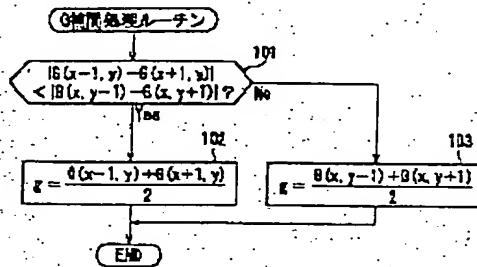 G補間処理ルーチン
101
|G(x-1, y) -G(x+1, y)|
< |G(x, y-1) -G(x, y+1)| ?
No
Yes
102
g = G(x-1, y) +G(x+1, y) / 2
103
g = G(x, y-1) +G(x, y+1) / 2
END